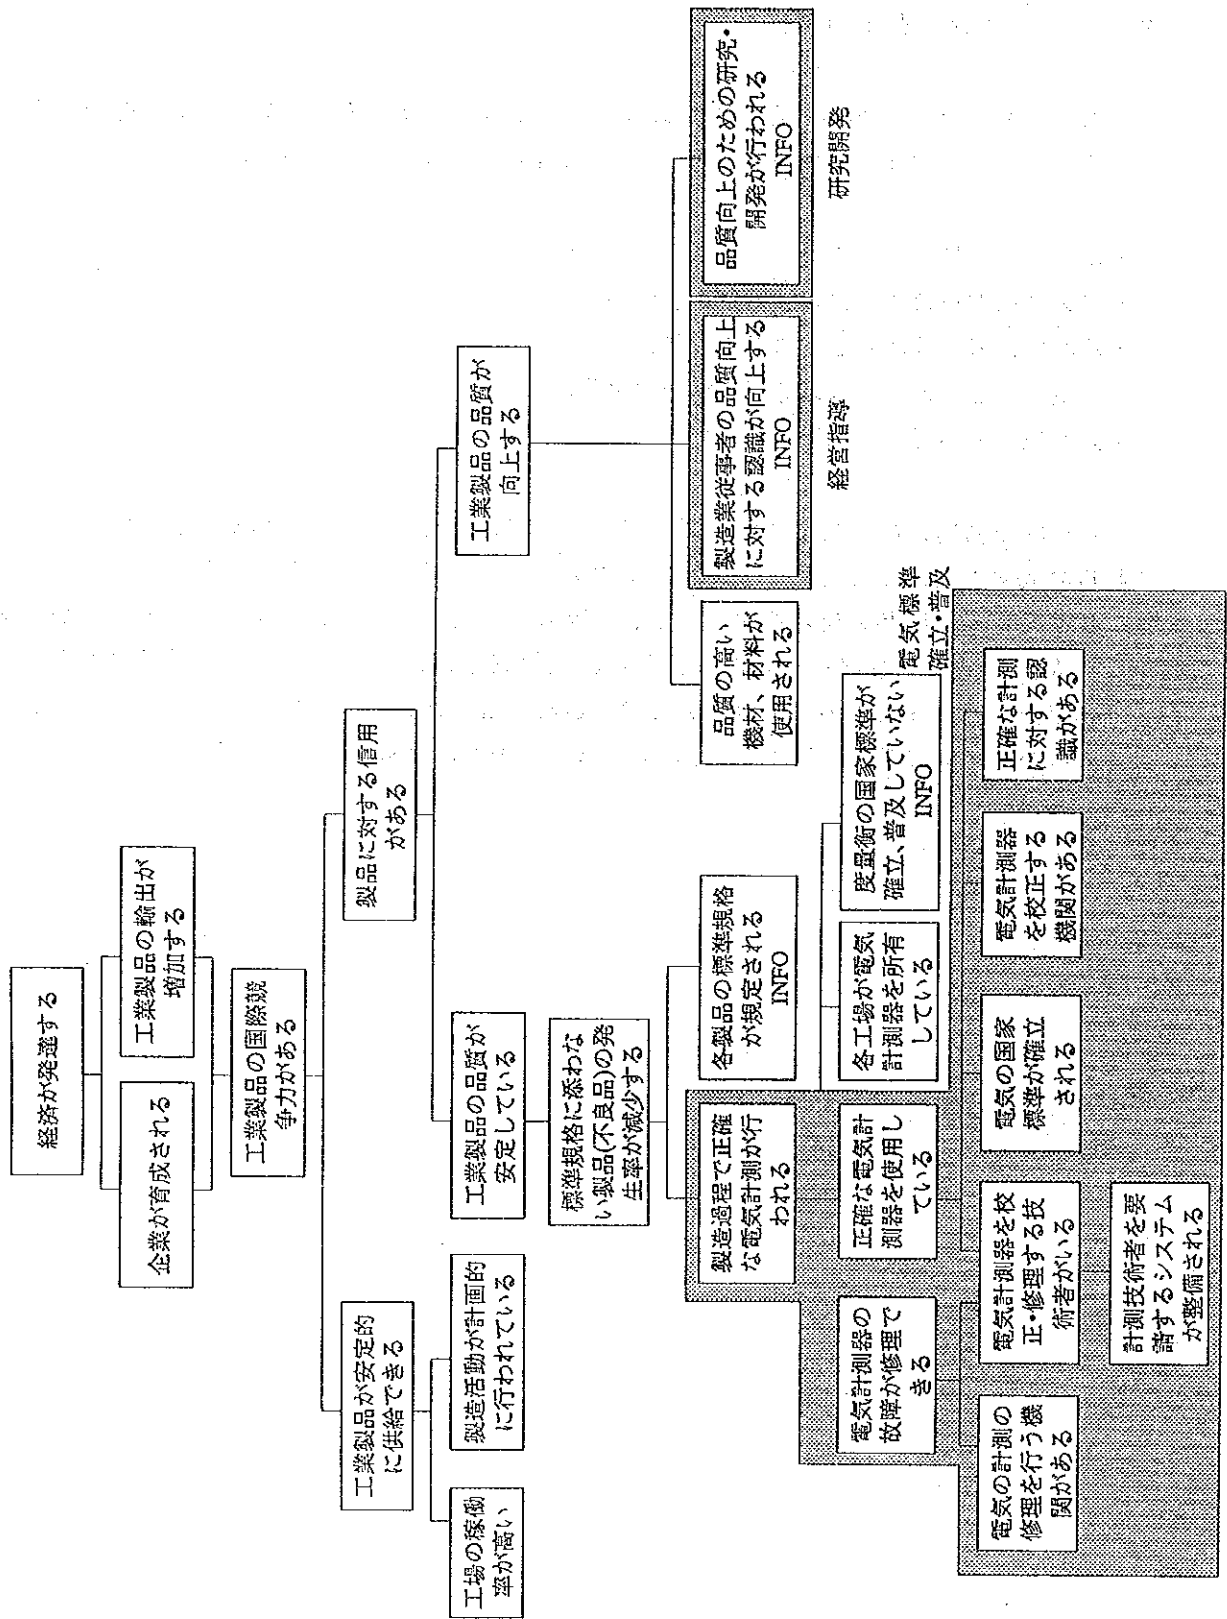 経済が発達する
企業が育成される
工業製品の輸出が
増加する
工業製品の国際競
争力がある
工業製品が安定的
に供給できる
製品に対する信用
がある
工場の稼働
率が高い
製造活動が計画的
に行われている
工業製品の品質が
安定している
工業製品の品質が
向上する
標準規格に添わな
い製品(不良品)の発
生率が減少する
製造過程で正確
な電気計測が行
われる
各製品の標準規格
が規定される
INFO
品質の高い
機材、材料が
使用される
製造業従事者の品質向上
に対する認識が向上する
INFO
品質向上のための研究・
開発が行われる
INFO
経営指導
研究開発
電気計測器の
故障が修理で
きる
正確な電気計
測器を使用し
ている
各工場が電気
計測器を所有
している
度量衡の国家標準が
確立、普及していない
INFO
電気標準
確立・普及
電気の計測の
修理を行う機
関がある
電気計測器を校
正・修理する技
術者がいる
電気の国家
標準が確立
される
電気計測器
を校正する
機関がある
正確な計測
に対する認
識がある
計測技術者を要
請するシステム
が整備される